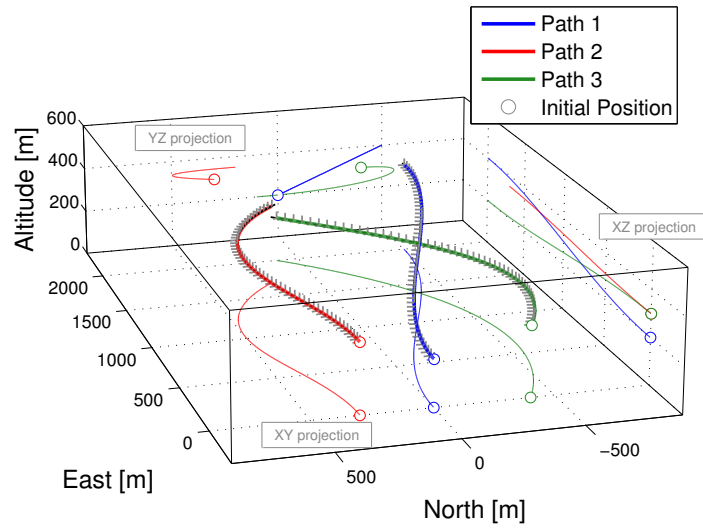 Path 1
Path 2
Path 3
Initial Position
YZ projection
XZ projection
XY projection
Altitude [m]
600
400
200
0
2000
1500
1000
500
0
East [m]
500
0
−500
North [m]